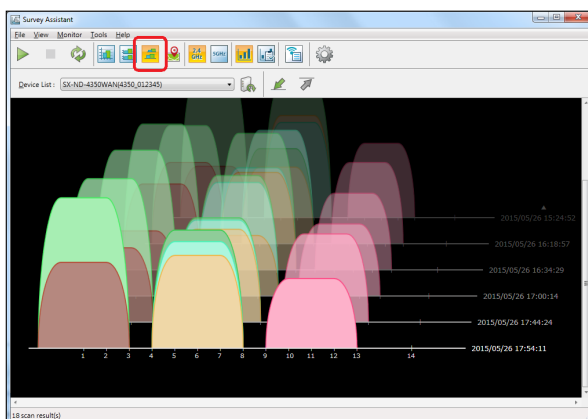 Survey Assistant
File View Monitor Tools Help
2.4 GHz 5GHz
Device List : SX-ND-4350WAN(4350_012345)
2015/05/26 15:24:52
2015/05/26 16:18:57
2015/05/26 16:34:29
2015/05/26 17:00:14
2015/05/26 17:44:24
2015/05/26 17:54:11
1 2 3 4 5 6 7 8 9 10 11 12 13 14
18 scan result(s)